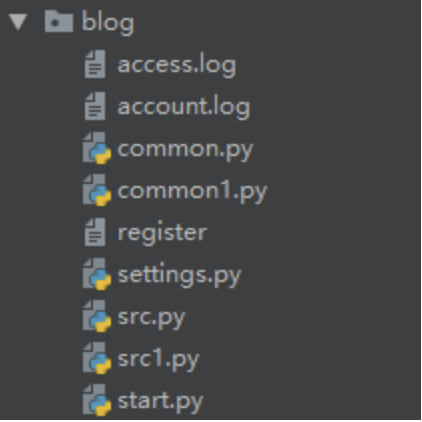 blog
access.log
account.log
common.py
common1.py
register
settings.py
src.py
src1.py
start.py